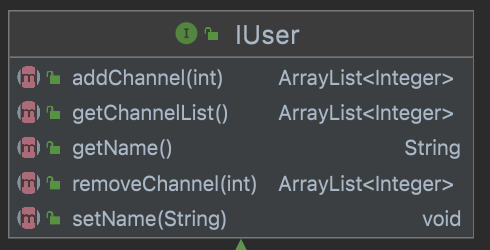 IUser
addChannel(int) ArrayList<Integer>
getChannelList() ArrayList<Integer>
getName() String
removeChannel(int) ArrayList<Integer>
setName(String) void